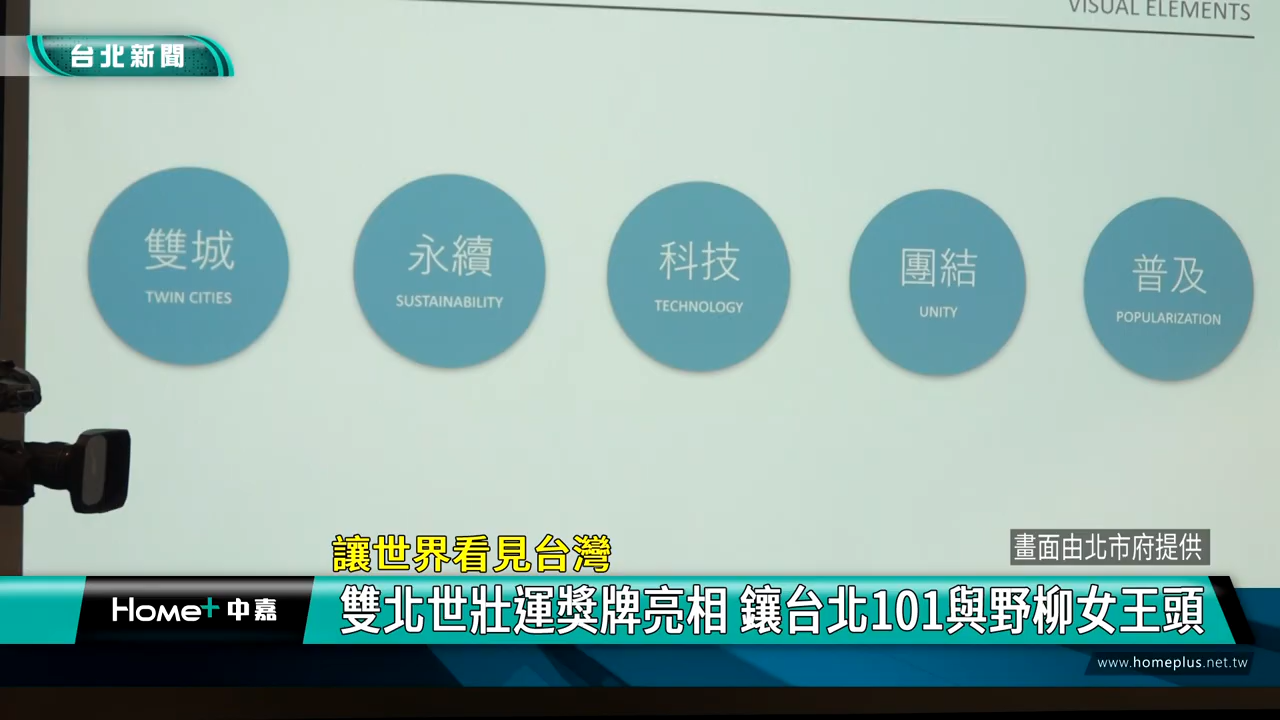 VISUAL ELEMENTS
台北新聞
雙城
TWIN CITIES
永續
SUSTAINABILITY
科技
TECHNOLOGY
團結
UNITY
普及
POPULARIZATION
讓世界看見台灣
畫面由北市府提供
Home+中嘉
雙北世壯運獎牌亮相 鑲台北101與野柳女王頭
www.homeplus.net.tw